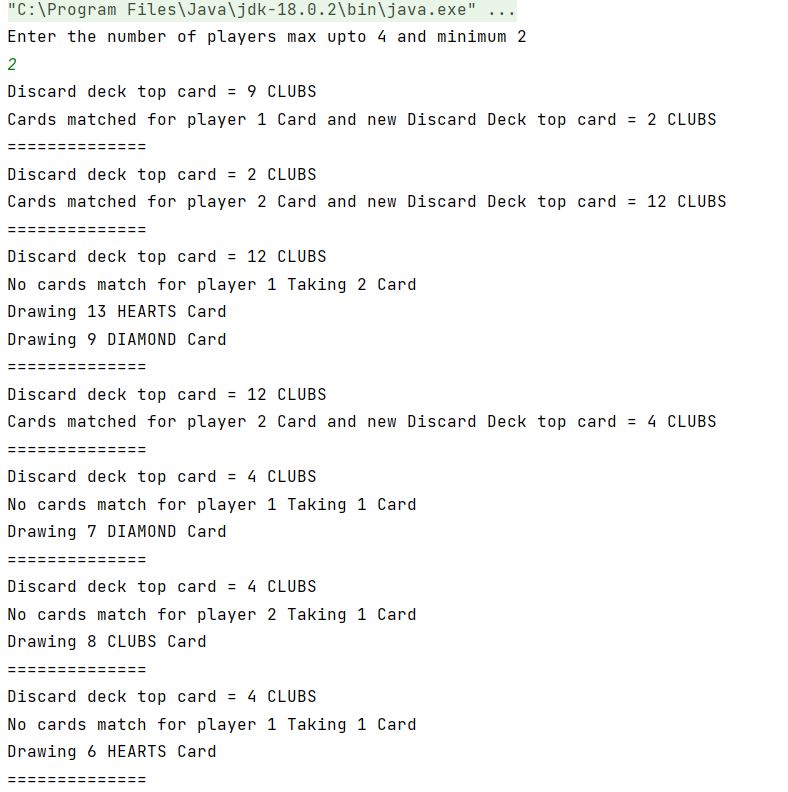 "C:\Program Files\Java\jdk-18.0.2\bin\java.exe" ...
Enter the number of players max upto 4 and minimum 2
2
Discard deck top card = 9 CLUBS
Cards matched for player 1 Card and new Discard Deck top card = 2 CLUBS
==============
Discard deck top card = 2 CLUBS
Cards matched for player 2 Card and new Discard Deck top card = 12 CLUBS
==============
Discard deck top card = 12 CLUBS
No cards match for player 1 Taking 2 Card
Drawing 13 HEARTS Card
Drawing 9 DIAMOND Card
==============
Discard deck top card = 12 CLUBS
Cards matched for player 2 Card and new Discard Deck top card = 4 CLUBS
==============
Discard deck top card = 4 CLUBS
No cards match for player 1 Taking 1 Card
Drawing 7 DIAMOND Card
==============
Discard deck top card = 4 CLUBS
No cards match for player 2 Taking 1 Card
Drawing 8 CLUBS Card
==============
Discard deck top card = 4 CLUBS
No cards match for player 1 Taking 1 Card
Drawing 6 HEARTS Card
==============